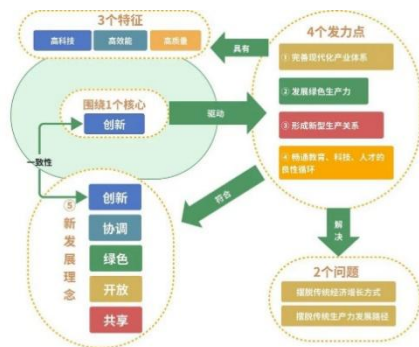 3个特征
高科技
高效能
高质量
具有
4个发力点
① 完善现代化产业体系
② 发展绿色生产力
③ 形成新型生产关系
④ 畅通教育、科技、人才的
良性循环
围绕1个核心
创新
驱动
一致性
⑤
新发展理念
创新
协调
绿色
开放
共享
符合
解决
2个问题
摆脱传统经济增长方式
摆脱传统生产力发展路径